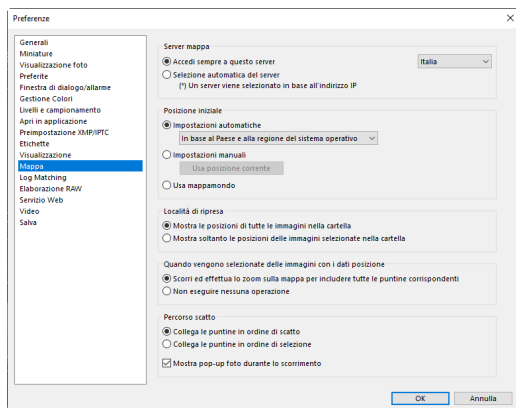 Preferenze
Generali
Miniature
Visualizzazione foto
Preferite
Finestra di dialogo/allarme
Gestione Colori
Livelli e campionamento
Apri in applicazione
Preimpostazione XMP/IPTC
Etichette
Visualizzazione
Mappa
Log Matching
Elaborazione RAW
Servizio Web
Video
Salva
Server mappa
Accedi sempre a questo server
Italia
Selezione automatica del server
(*) Un server viene selezionato in base all'indirizzo IP
Posizione iniziale
Impostazioni automatiche
In base al Paese e alla regione del sistema operativo
Impostazioni manuali
Usa posizione corrente
Usa mappamondo
Località di ripresa
Mostra le posizioni di tutte le immagini nella cartella
Mostra soltanto le posizioni delle immagini selezionate nella cartella
Quando vengono selezionate delle immagini con i dati posizione
Scorri ed effettua lo zoom sulla mappa per includere tutte le puntine corrispondenti
Non eseguire nessuna operazione
Percorso scatto
Collega le puntine in ordine di scatto
Collega le puntine in ordine di selezione
Mostra pop-up foto durante lo scorrimento
OK
Annulla